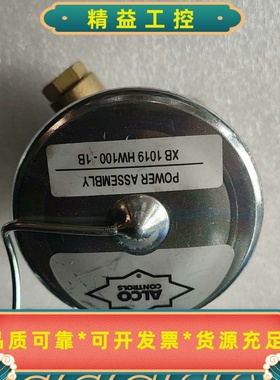 精益工控
POWER ASSEMBLY
XB 1019 HW100 - 1B
ALCO
CONTROLS
品质可靠*可开发票*货源充足